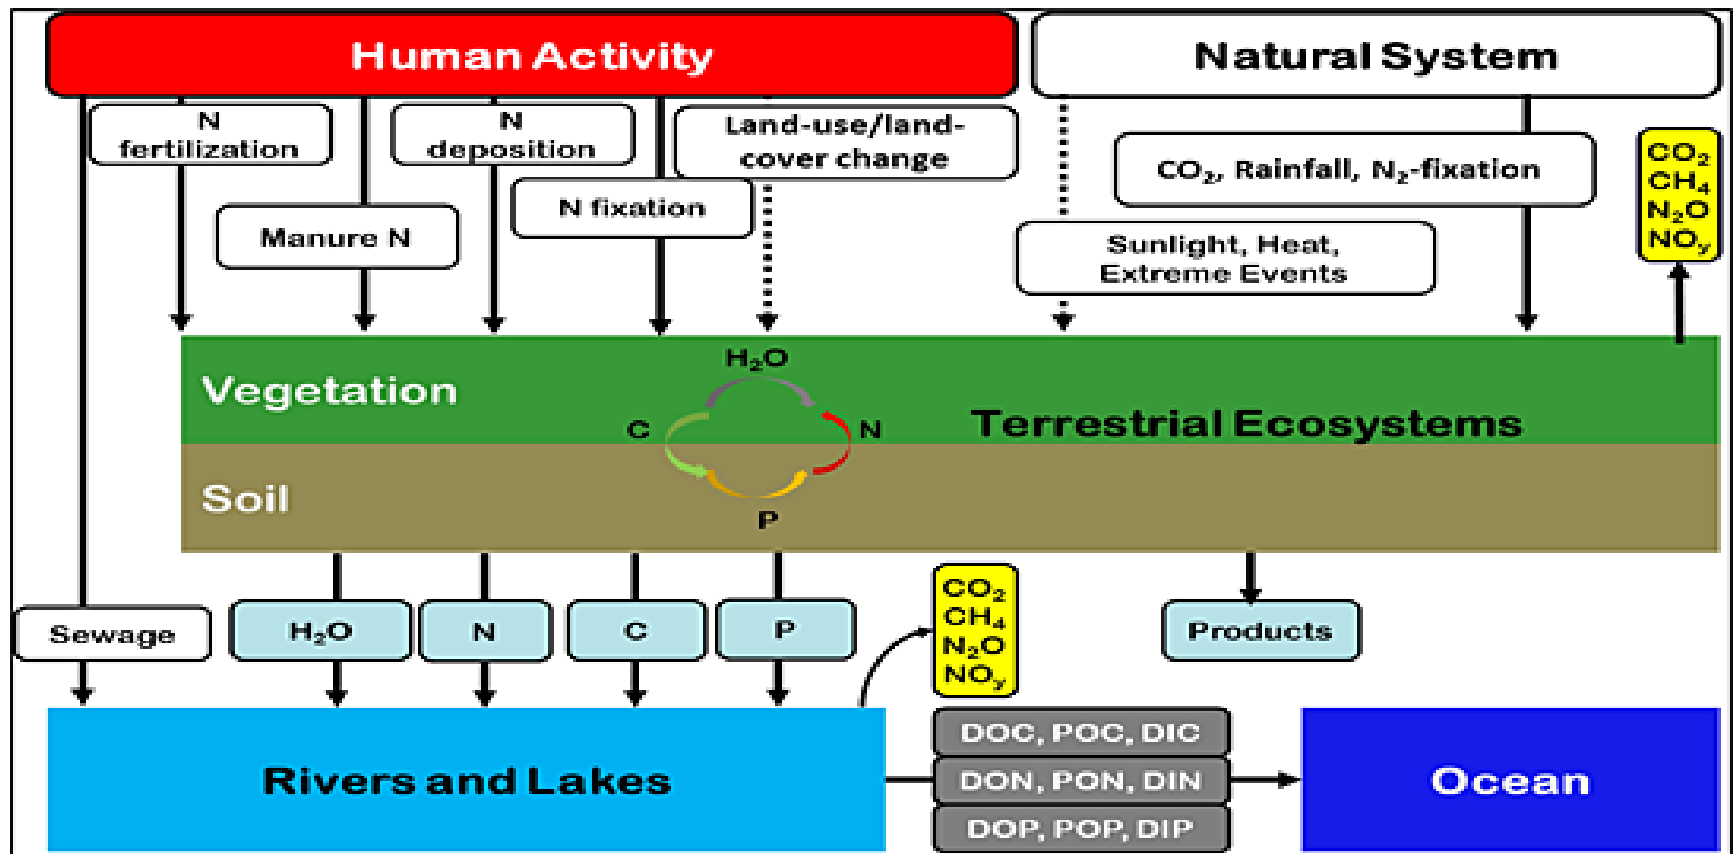 Human Activity
Natural System
N
fertilization
N
deposition
Land-use/land-
cover change
CO₂, Rainfall, N₂-fixation
CO₂
CH₄
N₂O
NOᵧ
Manure N
N fixation
Sunlight, Heat,
Extreme Events
Vegetation
H₂O
C
N
Terrestrial Ecosystems
Soil
P
Sewage
H₂O
N
C
P
CO₂
CH₄
N₂O
NOᵧ
Products
Rivers and Lakes
DOC, POC, DIC
DON, PON, DIN
DOP, POP, DIP
Ocean